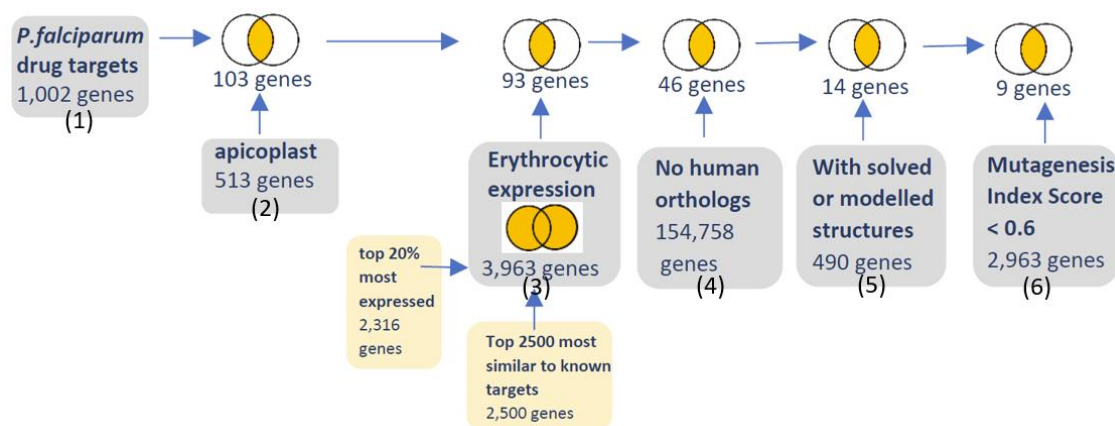 P.falciparum
drug targets
1,002 genes
(1)
103 genes
apicoplast
513 genes
(2)
93 genes
Erythrocytic
expression
3,963 genes
(3)
top 20%
most
expressed
2,316
genes
Top 2500 most
similar to known
targets
2,500 genes
46 genes
No human
orthologs
154,758
genes
(4)
14 genes
With solved
or modelled
structures
490 genes
(5)
9 genes
Mutagenesis
Index Score
< 0.6
2,963 genes
(6)